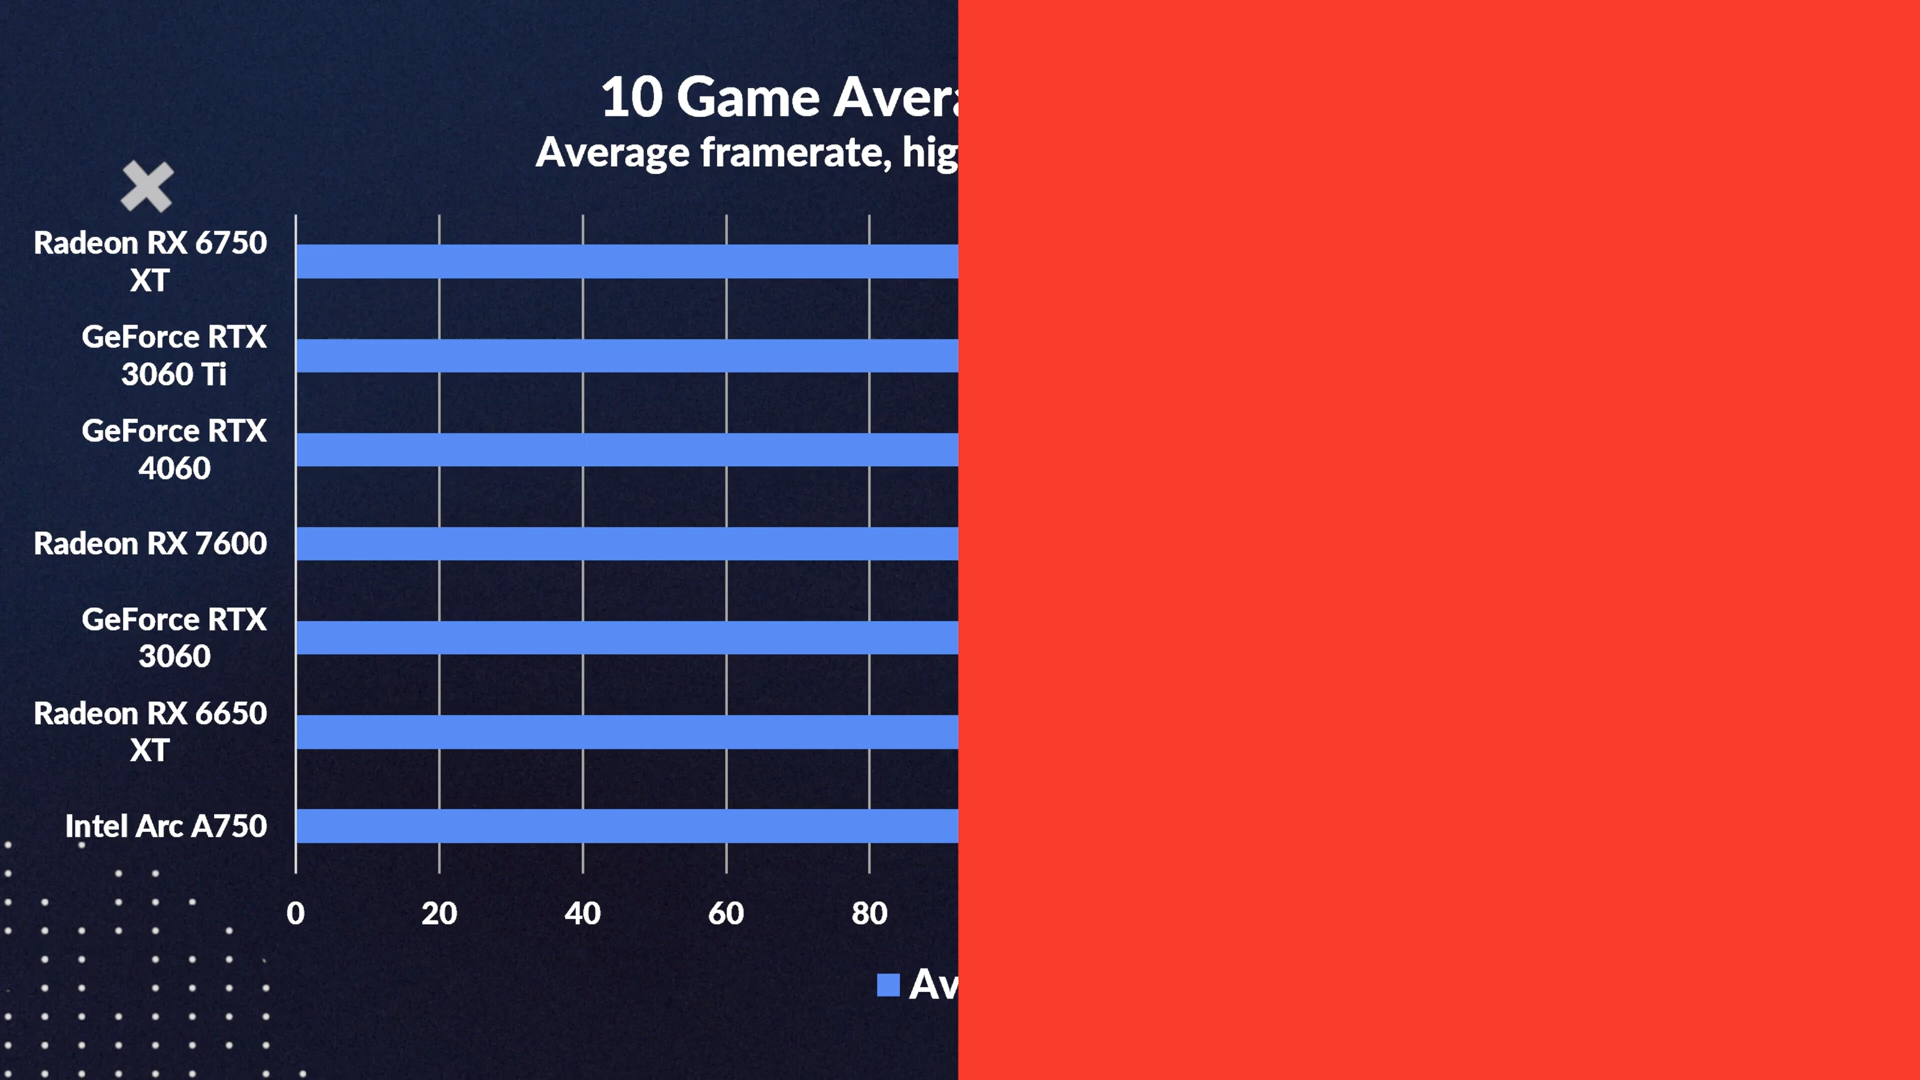 10 Game Avera
Average framerate, hig
Radeon RX 6750
XT
GeForce RTX
3060 Ti
GeForce RTX
4060
Radeon RX 7600
GeForce RTX
3060
Radeon RX 6650
XT
Intel Arc A750
0 20 40 60 80
Av